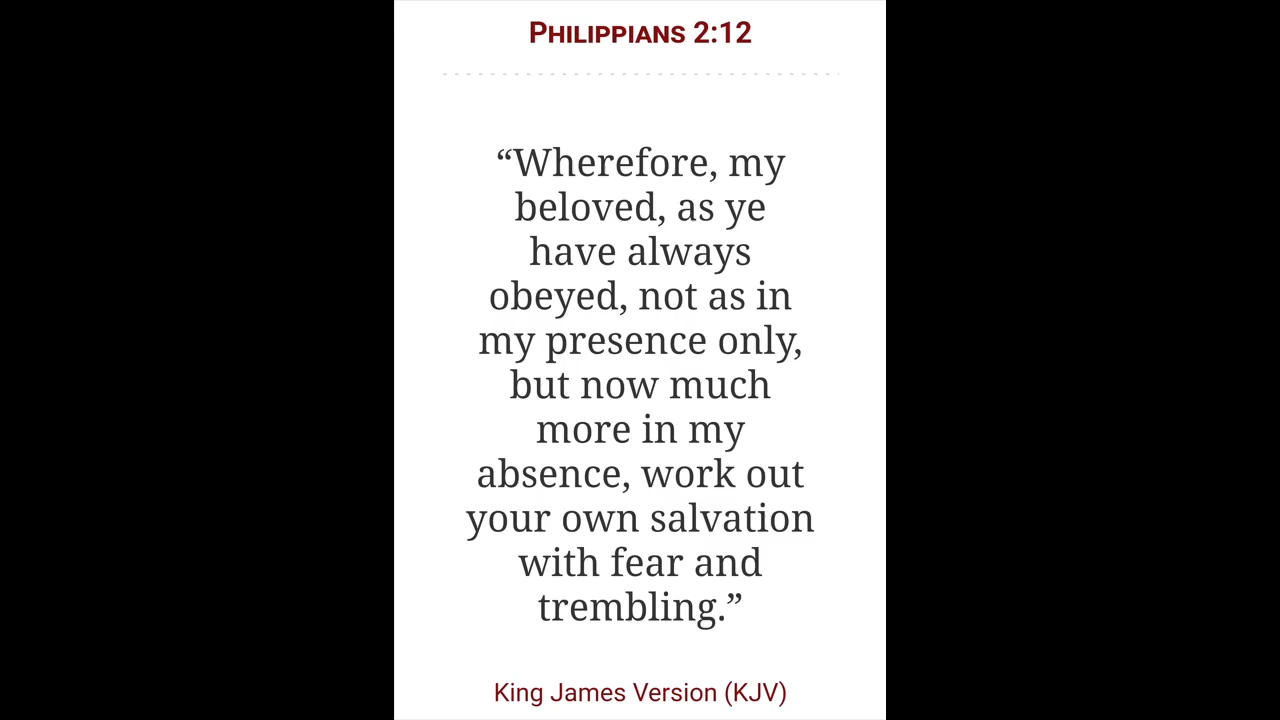 Philippians 2:12
“Wherefore, my
beloved, as ye
have always
obeyed, not as in
my presence only,
but now much
more in my
absence, work out
your own salvation
with fear and
trembling.”
King James Version (KJV)